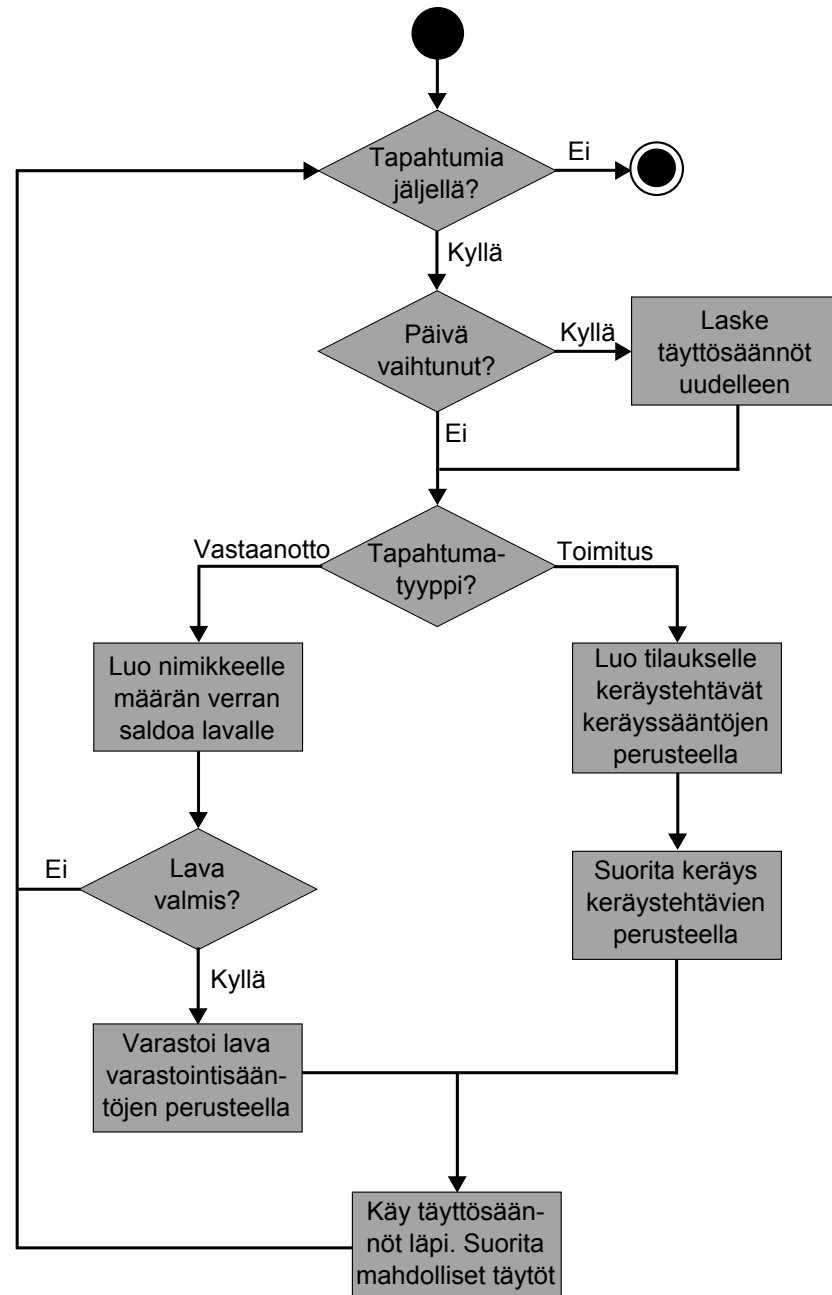 Tapahtumia
jäljellä?
Ei
Kyllä
Päivä
vaihtunut?
Kyllä
Laske
täyttösäännöt
uudelleen
Ei
Vastaanotto
Tapahtuma-
tyyppi?
Toimitus
Luo nimikkeelle
määrän verran
saldoa lavalle
Luo tilaukselle
keräystehtävät
keräyssääntöjen
perusteella
Ei
Lava
valmis?
Suorita keräys
keräystehtävien
perusteella
Kyllä
Varastoi lava
varastointisään-
töjen perusteella
Käy täyttösään-
nöt läpi. Suorita
mahdolliset täytöt